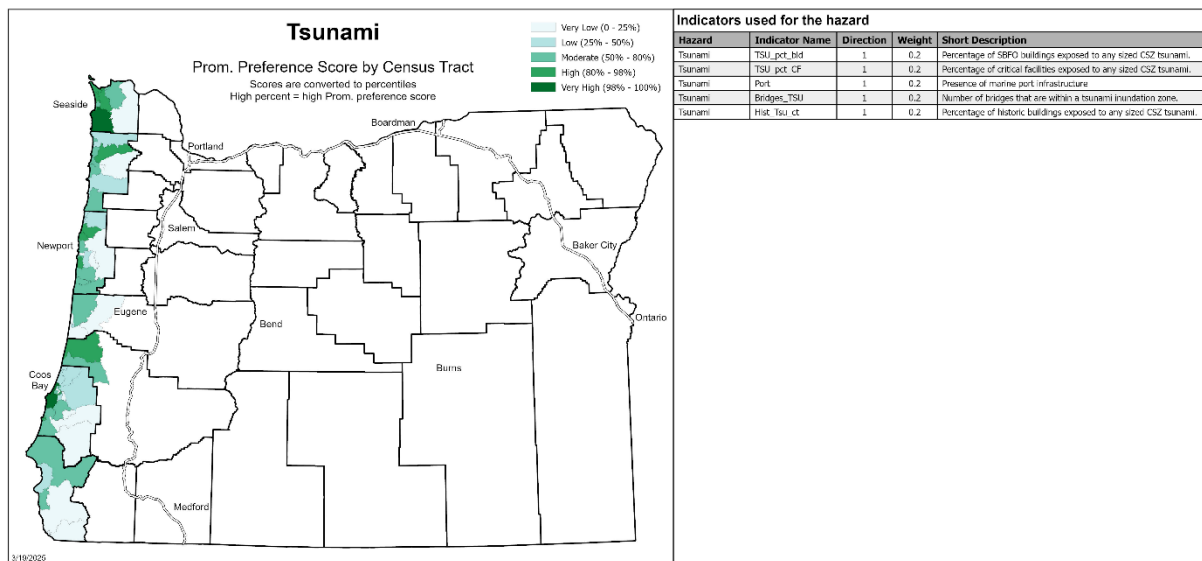 Tsunami
Prom. Preference Score by Census Tract
Scores are converted to percentiles
High percent = high Prom. preference score
Very Low (0 - 25%)
Low (25% - 50%)
Moderate (50% - 80%)
High (80% - 98%)
Very High (98% - 100%)
Seaside
Portland
Boardman
Salem
Newport
Baker City
Eugene
Bend
Ontario
Coos
Bay
Burns
Medford
3/19/2025
Indicators used for the hazard
Hazard Indicator Name Direction Weight Short Description
Tsunami TSU_pct_bld 1 0.2 Percentage of SBFO buildings exposed to any sized CSZ tsunami.
Tsunami TSU_pct_CF 1 0.2 Percentage of critical facilities exposed to any sized CSZ tsunami.
Tsunami Port 1 0.2 Presence of marine port infrastructure
Tsunami Bridges_TSU 1 0.2 Number of bridges that are within a tsunami inundation zone.
Tsunami Hist_Tsu_ct 1 0.2 Percentage of historic buildings exposed to any sized CSZ tsunami.